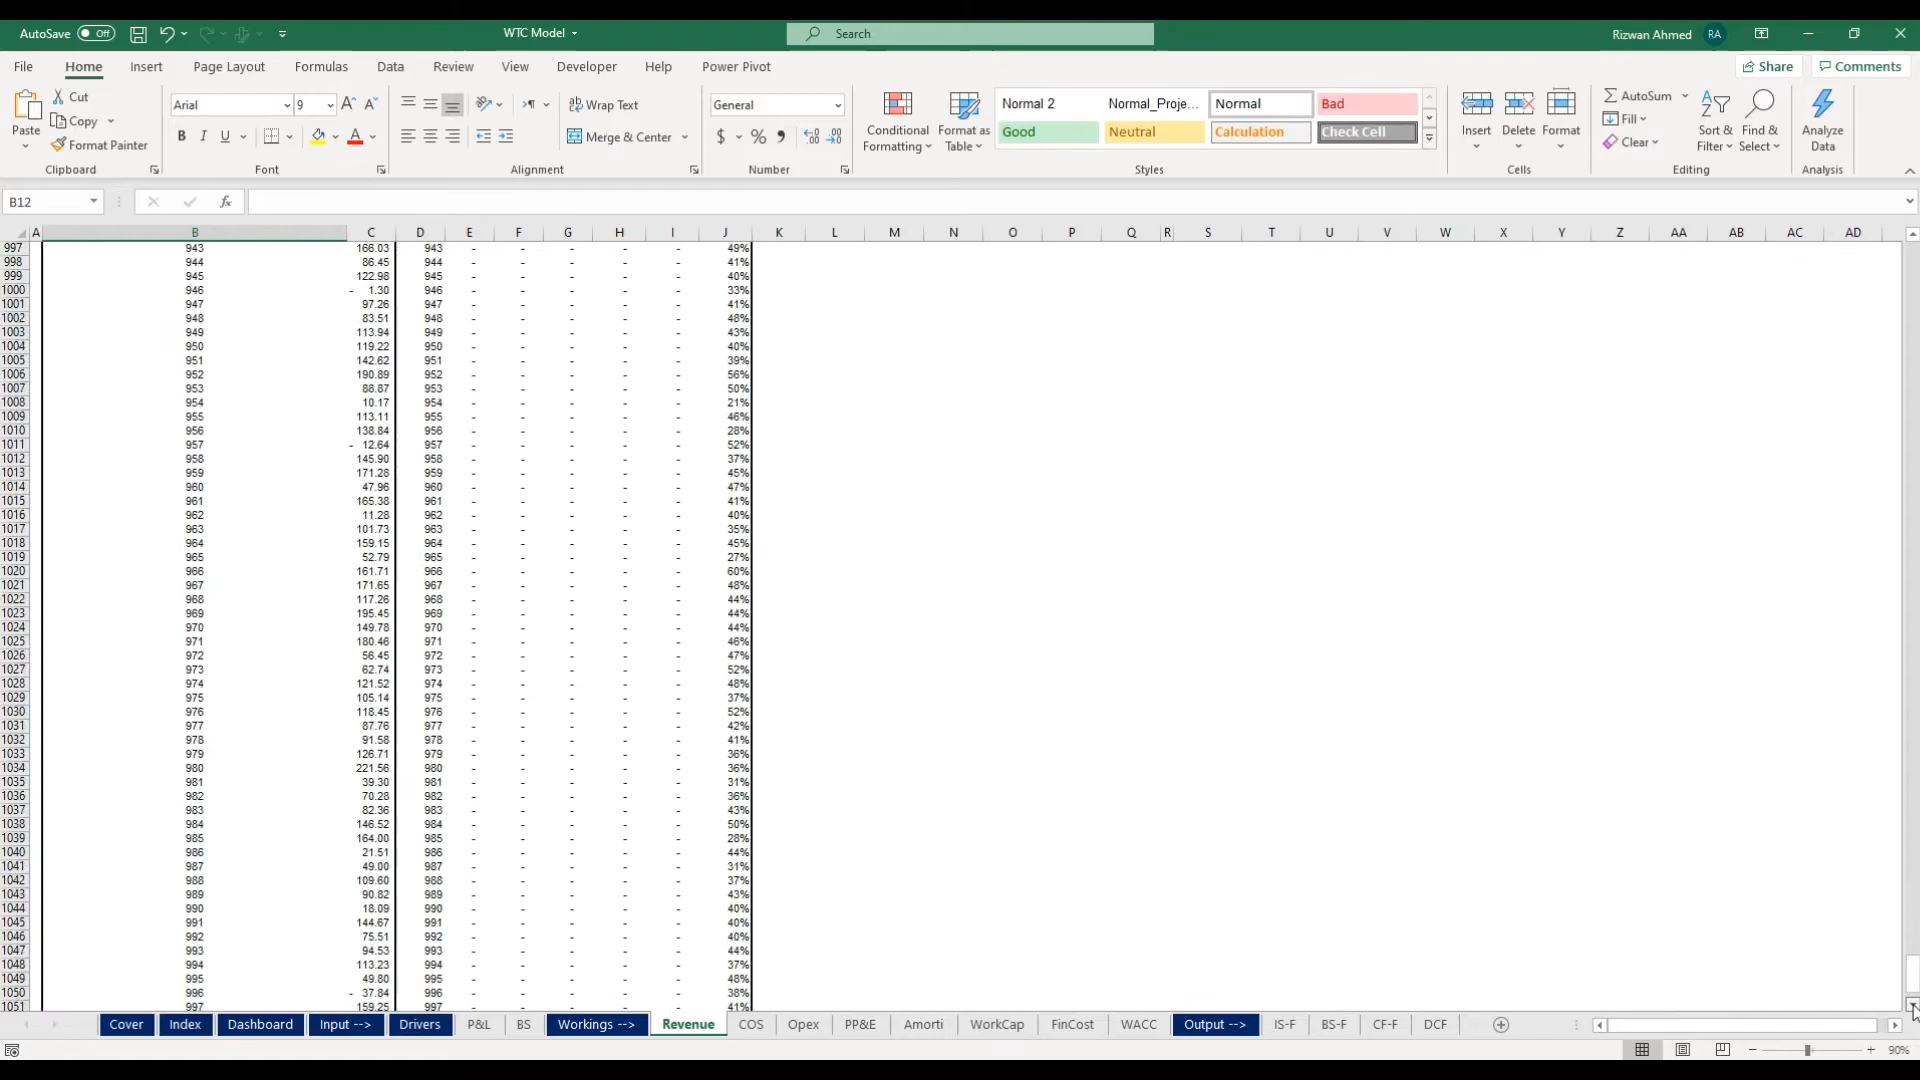 AutoSave Off WTC Model Search Rizwan Ahmed RA
File Home Insert Page Layout Formulas Data Review View Developer Help Power Pivot Share Comments
Paste Cut Copy Format Painter Clipboard
Arial 9 A A B I U A Font
ab Wrap Text Merge & Center Alignment
General $ % 9 Number
Conditional Formatting Format as Table Normal 2 Normal_Proje... Normal Bad Good Neutral Calculation Check Cell Styles
Insert Delete Format Cells
AutoSum Fill Clear Sort & Filter Find & Select Editing
Analyze Data Analysis
B12 fx
A B C D E F G H I J K L M N O P Q R S T U V W X Y Z AA AB AC AD
997 943 166.03 943 - - - - - 49%
998 944 86.45 944 - - - - - 41%
999 945 122.98 945 - - - - - 40%
1000 946 - 1.30 946 - - - - - 33%
1001 947 97.26 947 - - - - - 41%
1002 948 83.51 948 - - - - - 48%
1003 949 113.94 949 - - - - - 43%
1004 950 119.22 950 - - - - - 40%
1005 951 142.62 951 - - - - - 39%
1006 952 190.89 952 - - - - - 56%
1007 953 88.87 953 - - - - - 50%
1008 954 10.17 954 - - - - - 21%
1009 955 113.11 955 - - - - - 46%
1010 956 138.84 956 - - - - - 28%
1011 957 - 12.64 957 - - - - - 52%
1012 958 145.90 958 - - - - - 37%
1013 959 171.28 959 - - - - - 45%
1014 960 47.96 960 - - - - - 47%
1015 961 165.38 961 - - - - - 41%
1016 962 11.28 962 - - - - - 40%
1017 963 101.73 963 - - - - - 35%
1018 964 159.15 964 - - - - - 45%
1019 965 52.79 965 - - - - - 27%
1020 966 161.71 966 - - - - - 60%
1021 967 171.65 967 - - - - - 48%
1022 968 117.26 968 - - - - - 44%
1023 969 195.45 969 - - - - - 44%
1024 970 149.78 970 - - - - - 44%
1025 971 180.46 971 - - - - - 46%
1026 972 56.45 972 - - - - - 47%
1027 973 62.74 973 - - - - - 52%
1028 974 121.52 974 - - - - - 48%
1029 975 105.14 975 - - - - - 37%
1030 976 118.45 976 - - - - - 52%
1031 977 87.76 977 - - - - - 42%
1032 978 91.58 978 - - - - - 41%
1033 979 126.71 979 - - - - - 36%
1034 980 221.56 980 - - - - - 36%
1035 981 39.30 981 - - - - - 31%
1036 982 70.28 982 - - - - - 36%
1037 983 82.36 983 - - - - - 43%
1038 984 146.52 984 - - - - - 50%
1039 985 164.00 985 - - - - - 28%
1040 986 21.51 986 - - - - - 44%
1041 987 49.00 987 - - - - - 31%
1042 988 109.60 988 - - - - - 37%
1043 989 90.82 989 - - - - - 43%
1044 990 18.09 990 - - - - - 40%
1045 991 144.67 991 - - - - - 40%
1046 992 75.51 992 - - - - - 40%
1047 993 94.53 993 - - - - - 44%
1048 994 113.23 994 - - - - - 37%
1049 995 49.80 995 - - - - - 48%
1050 996 - 37.84 996 - - - - - 38%
1051 997 159.25 997 - - - - - 41%
Cover Index Dashboard Input --> Drivers P&L BS Workings --> Revenue COS Opex PP&E Amorti WorkCap FinCost WACC Output --> IS-F BS-F CF-F DCF
90%